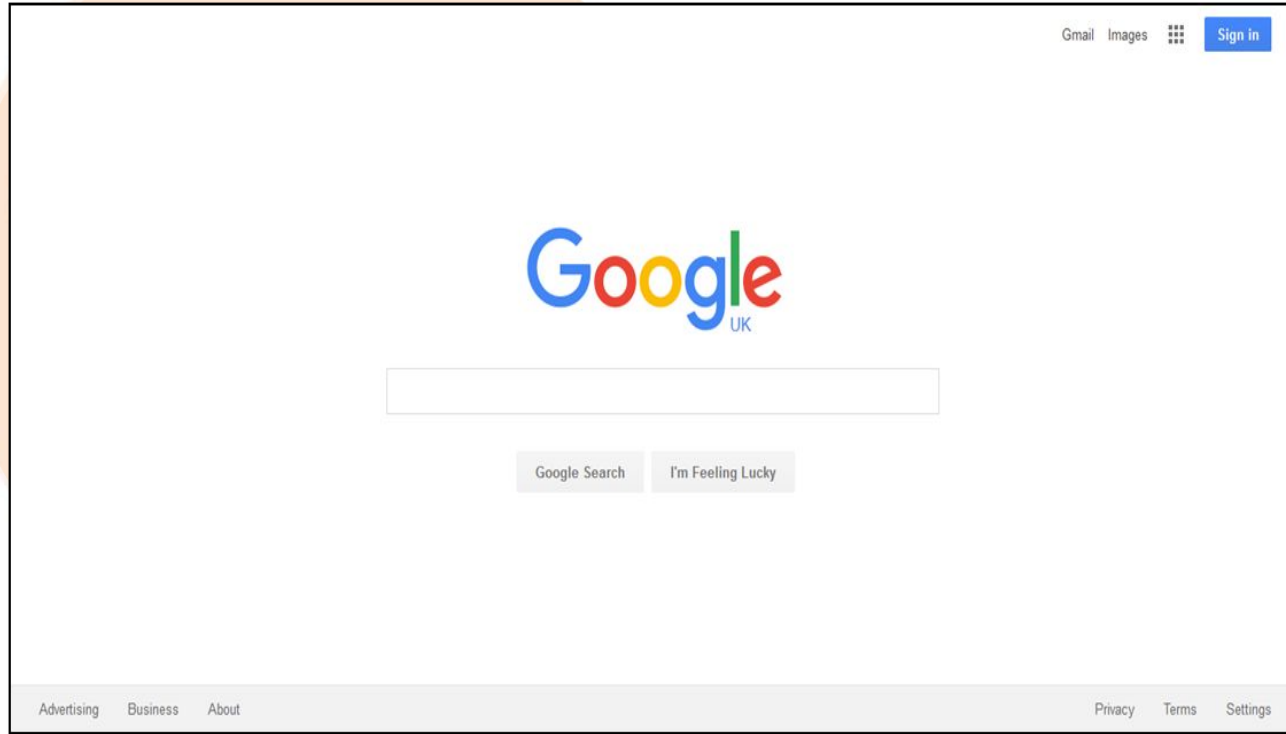 Gmail Images Sign in
Google
UK
Google Search I'm Feeling Lucky
Advertising Business About Privacy Terms Settings